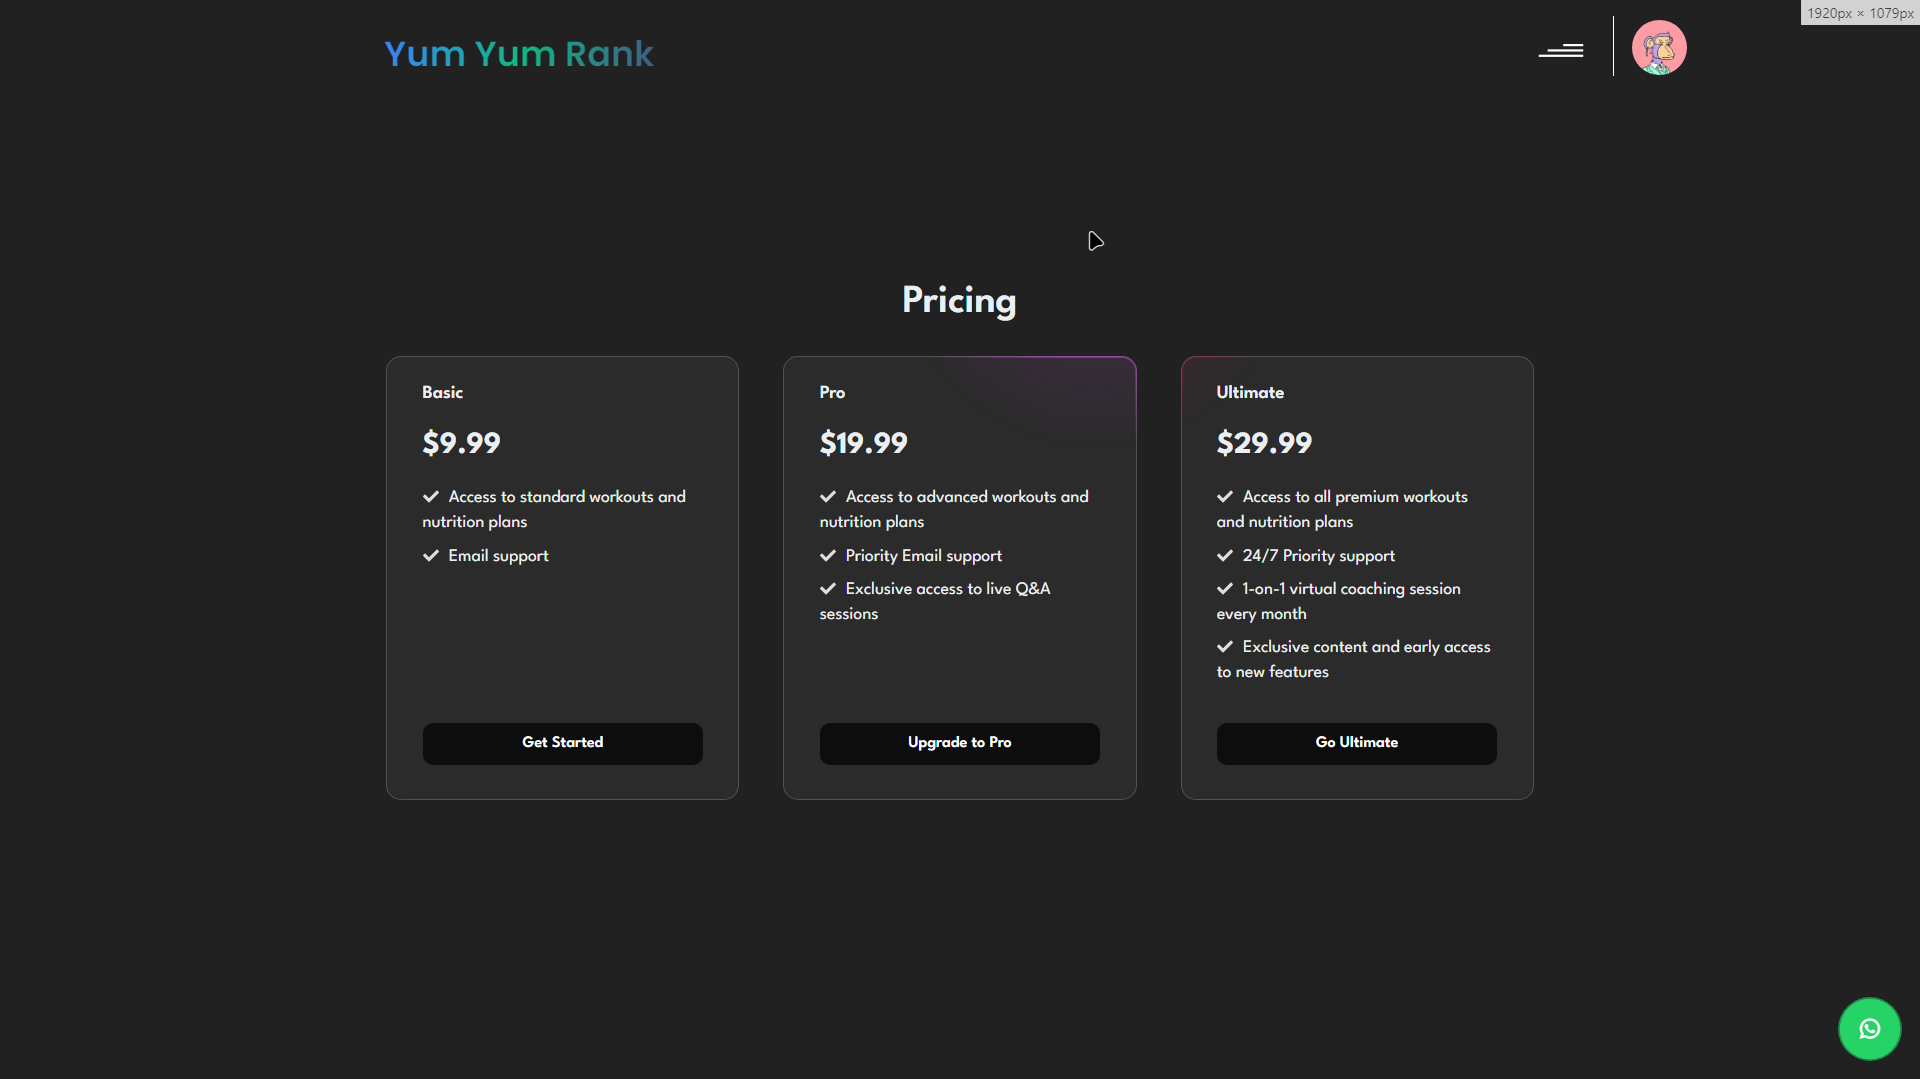 1920px × 1079px
Yum Yum Rank
Pricing
Basic
$9.99
Access to standard workouts and
nutrition plans
Email support
Get Started
Pro
$19.99
Access to advanced workouts and
nutrition plans
Priority Email support
Exclusive access to live Q&A
sessions
Upgrade to Pro
Ultimate
$29.99
Access to all premium workouts
and nutrition plans
24/7 Priority support
1-on-1 virtual coaching session
every month
Exclusive content and early access
to new features
Go Ultimate